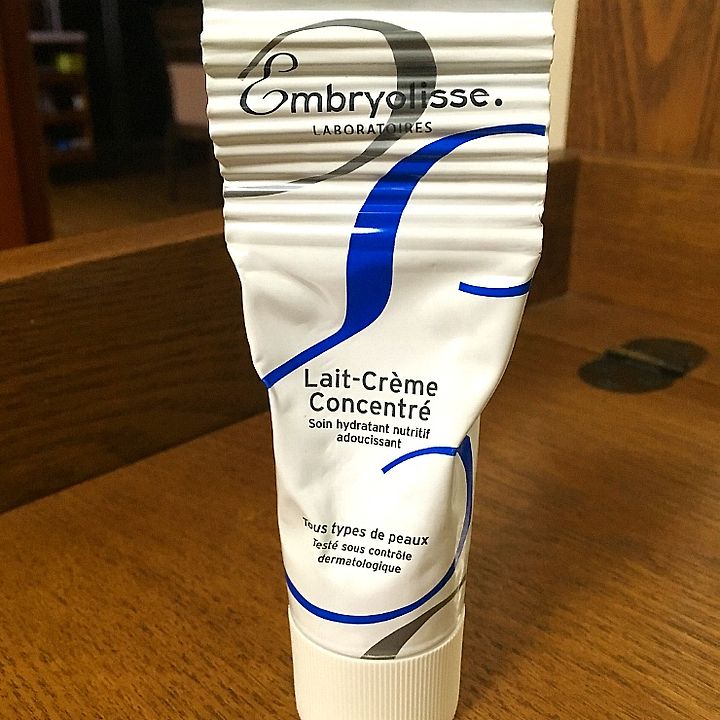 Embryolisse.
LABORATOIRES
Lait-Crème
Concentré
Soin hydratant nutritif
adoucissant
Tous types de peaux
Testé sous contrôle
dermatologique